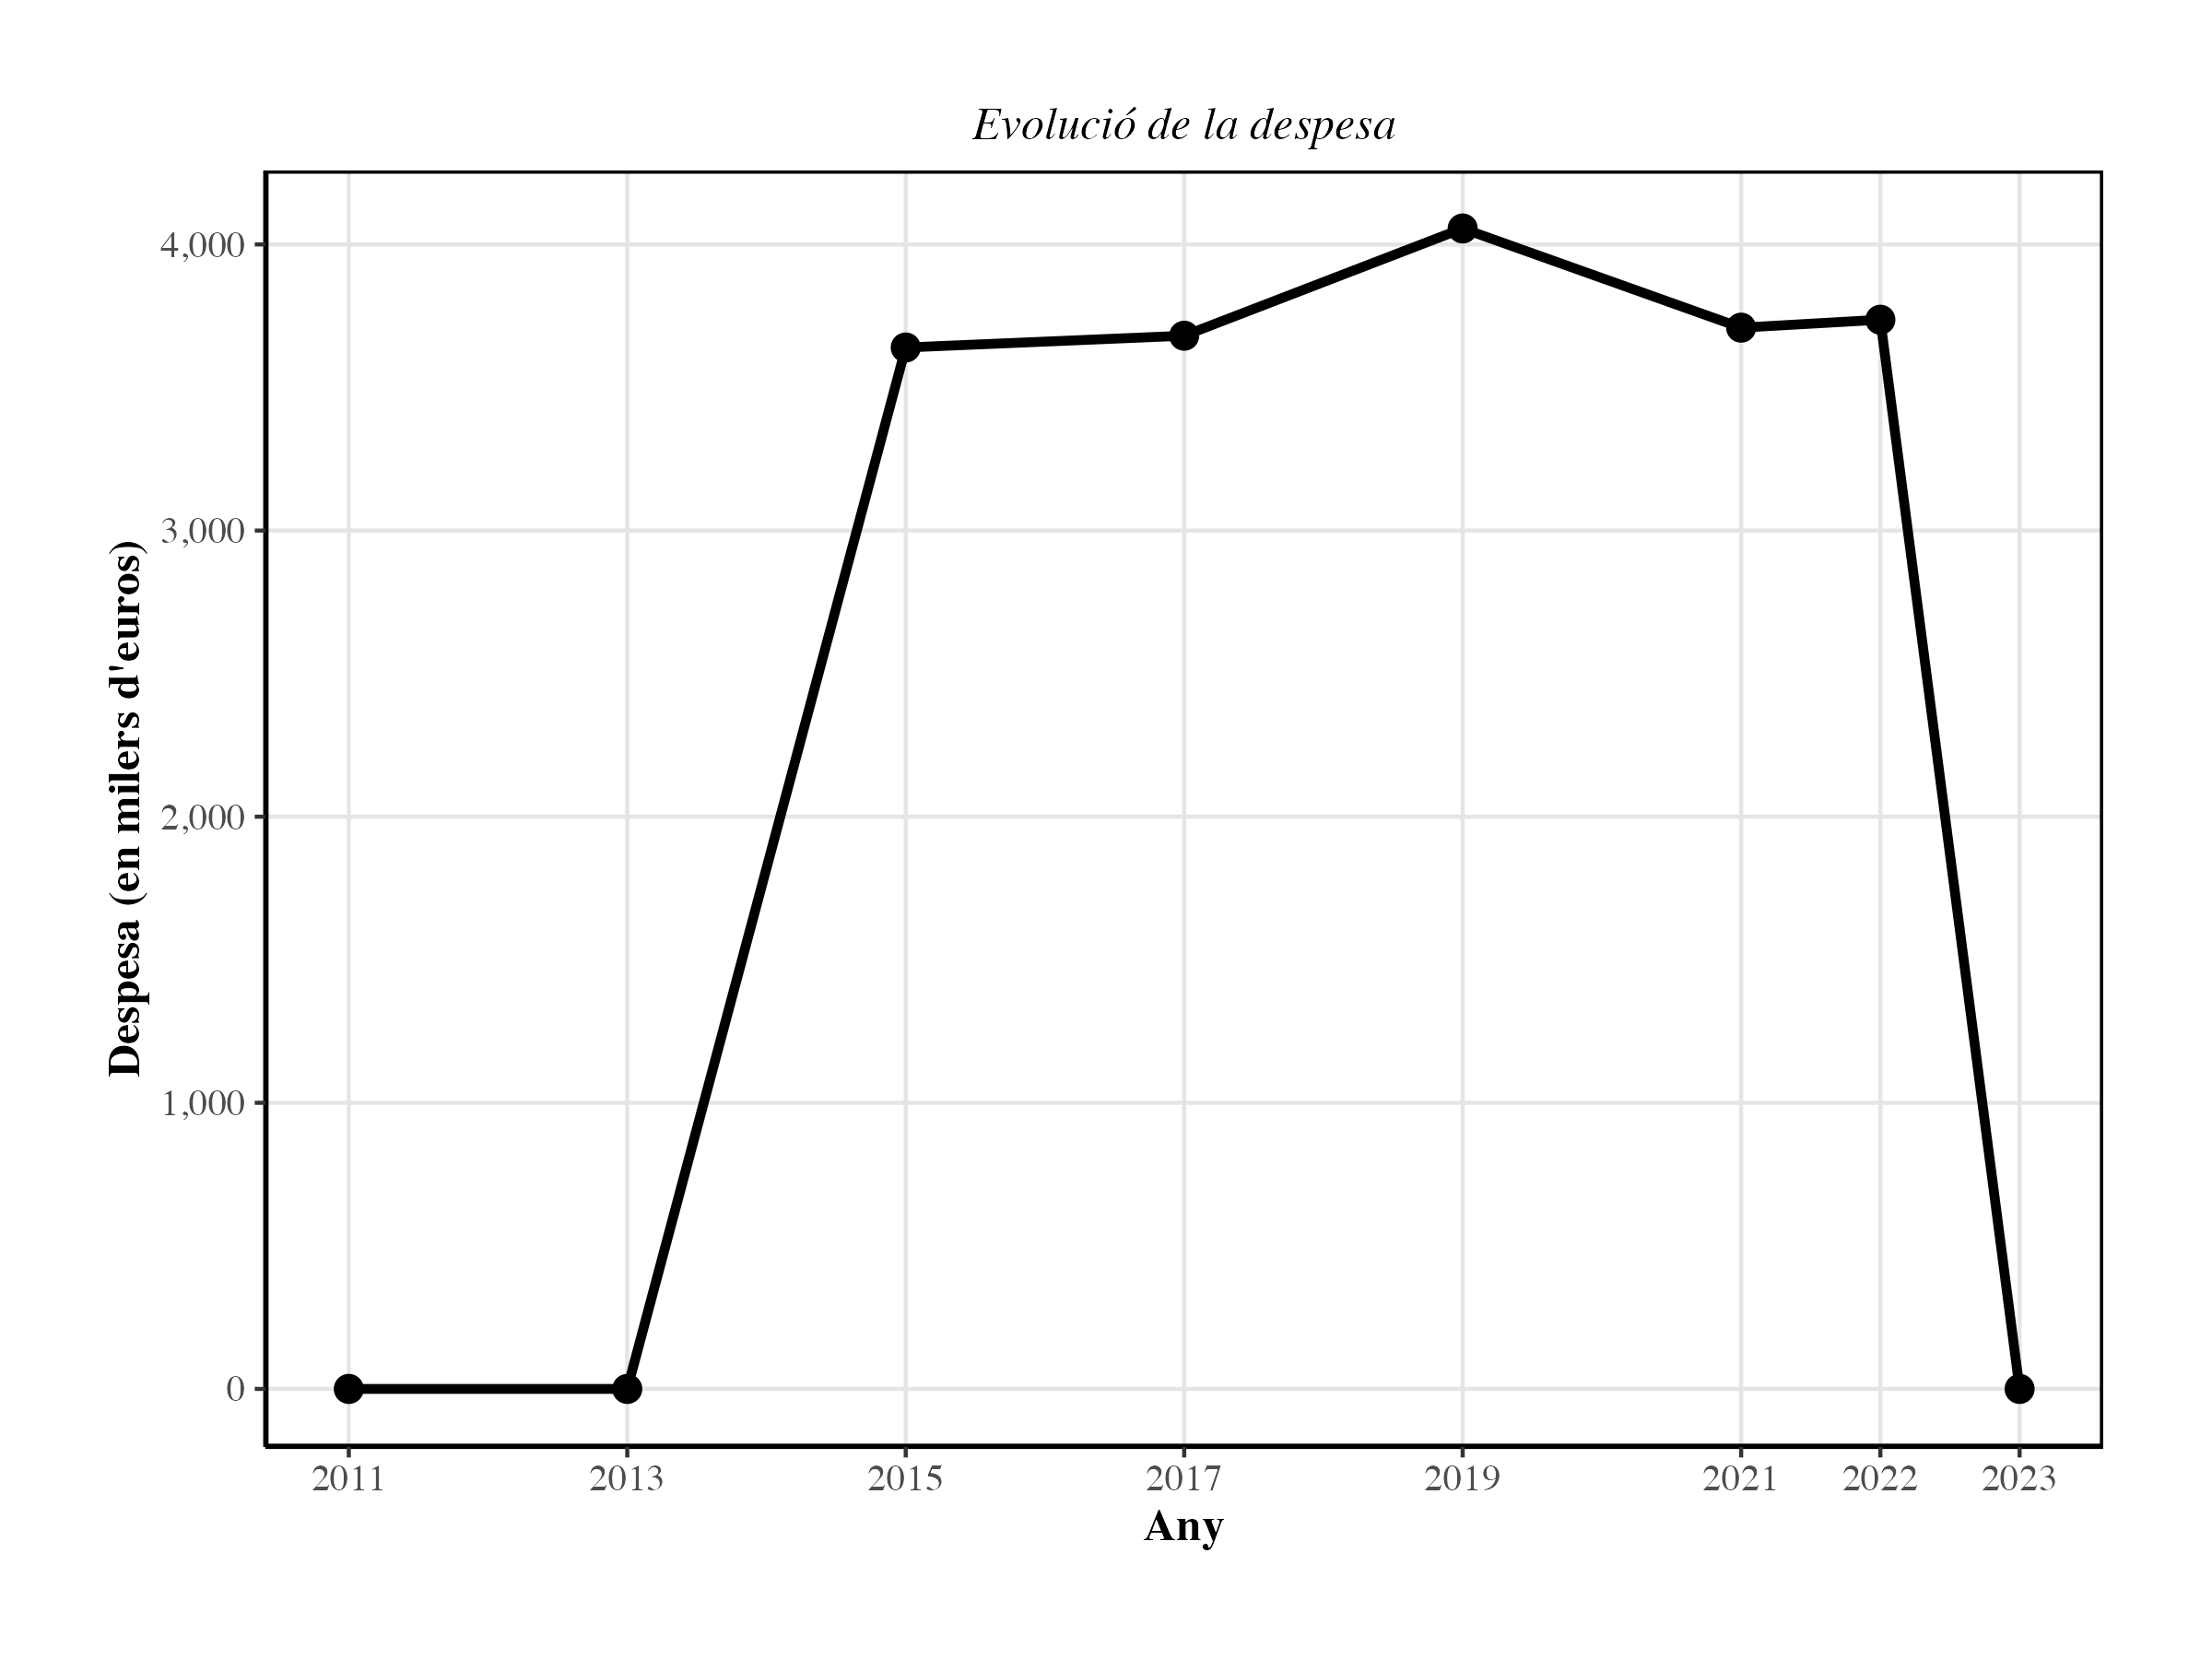 Evolució de la despesa
4,000
3,000
2,000
1,000
0
Despesa (en milers d'euros)
2011 2013 2015 2017 2019 2021 2022 2023
Any